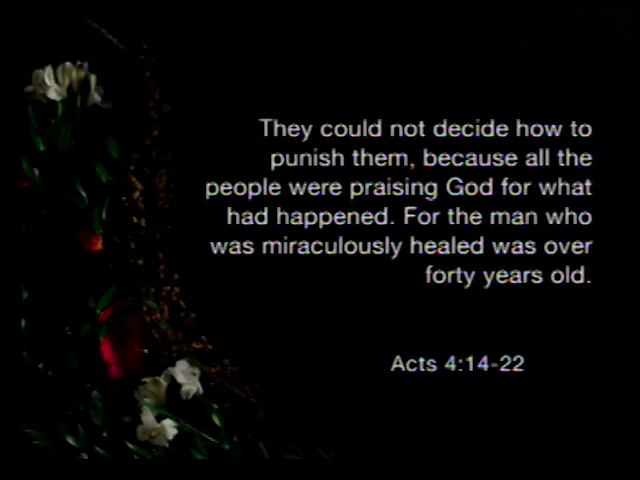 They could not decide how to
punish them, because all the
people were praising God for what
had happened. For the man who
was miraculously healed was over
forty years old.
Acts 4:14-22